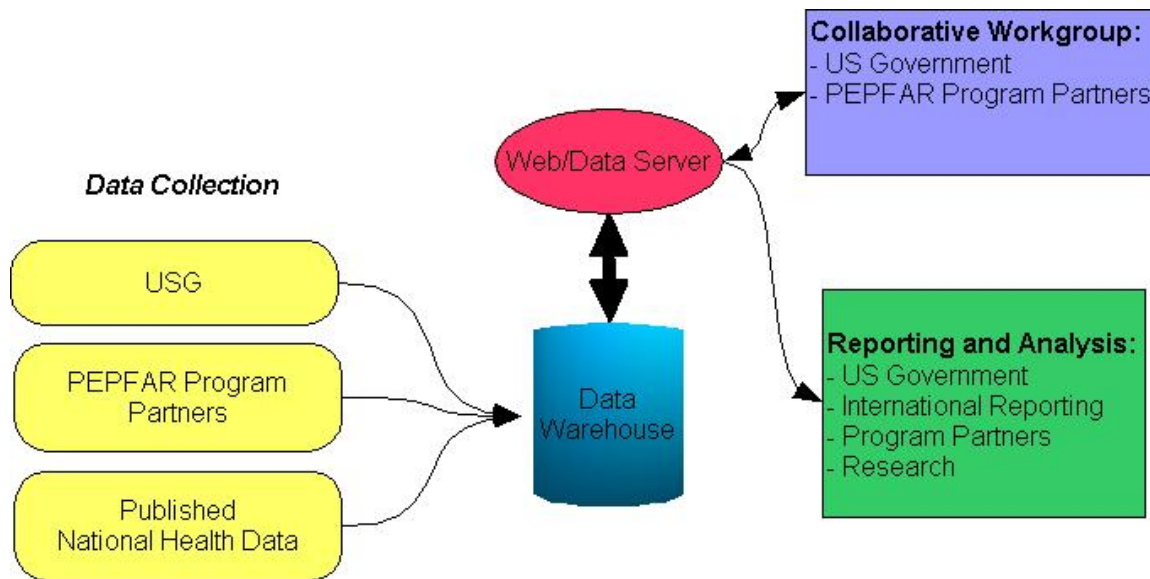 Data Collection
USG
PEPFAR Program
Partners
Published
National Health Data
Data
Warehouse
Web/Data Server
Collaborative Workgroup:
- US Government
- PEPFAR Program Partners
Reporting and Analysis:
- US Government
- International Reporting
- Program Partners
- Research